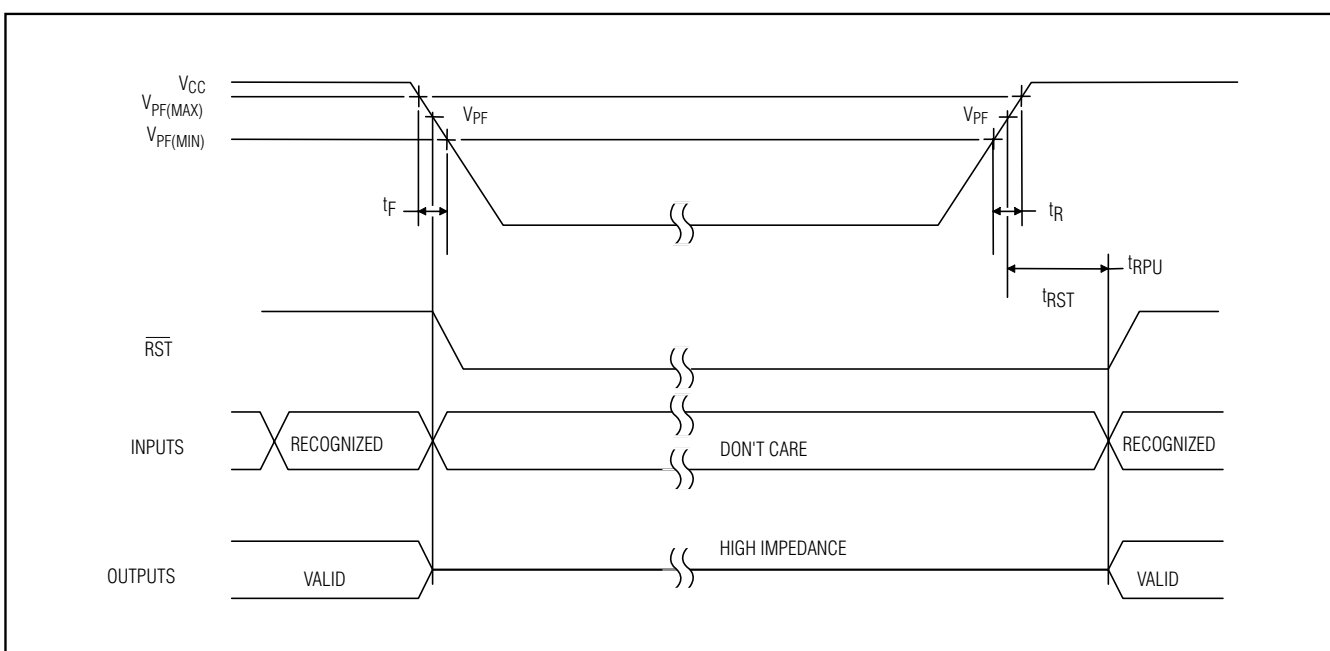 VCC
VPF(MAX)
VPF VPF
VPF(MIN)
tF tR
tRPU
tRST
RST
INPUTS RECOGNIZED DON'T CARE RECOGNIZED
OUTPUTS VALID HIGH IMPEDANCE VALID